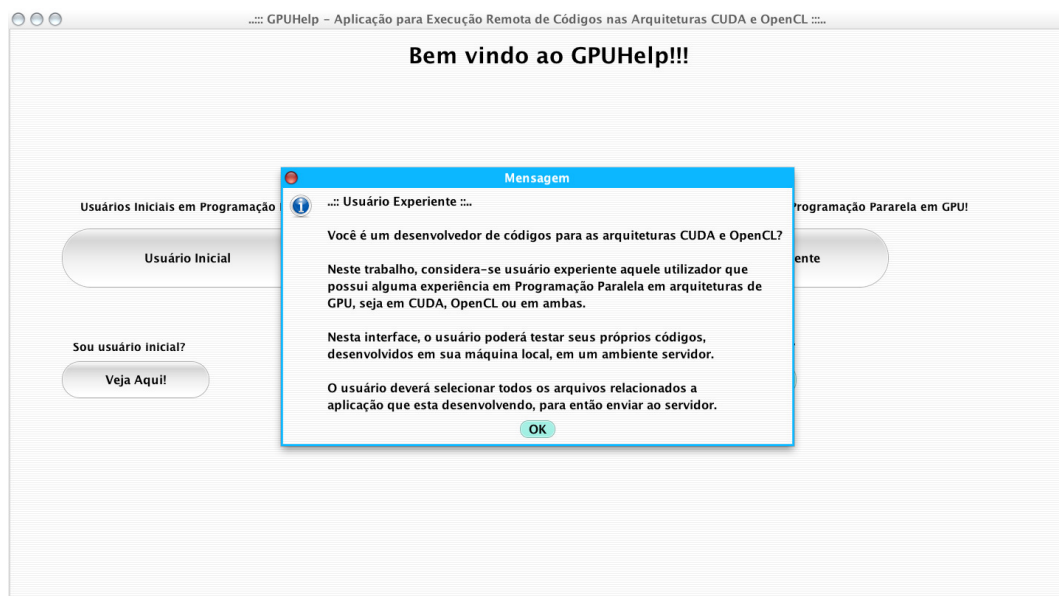 ..::: GPUHelp – Aplicação para Execução Remota de Códigos nas Arquiteturas CUDA e OpenCL :::..
Bem vindo ao GPUHelp!!!
Mensagem
..:: Usuário Experiente ::..
Você é um desenvolvedor de códigos para as arquiteturas CUDA e OpenCL?
Neste trabalho, considera-se usuário experiente aquele utilizador que
possui alguma experiência em Programação Paralela em arquiteturas de
GPU, seja em CUDA, OpenCL ou em ambas.
Nesta interface, o usuário poderá testar seus próprios códigos,
desenvolvidos em sua máquina local, em um ambiente servidor.
O usuário deverá selecionar todos os arquivos relacionados a
aplicação que esta desenvolvendo, para então enviar ao servidor.
OK
Usuários Iniciais em Programação
Programação Pararela em GPU!
Usuário Inicial
ente
Sou usuário inicial?
Veja Aqui!